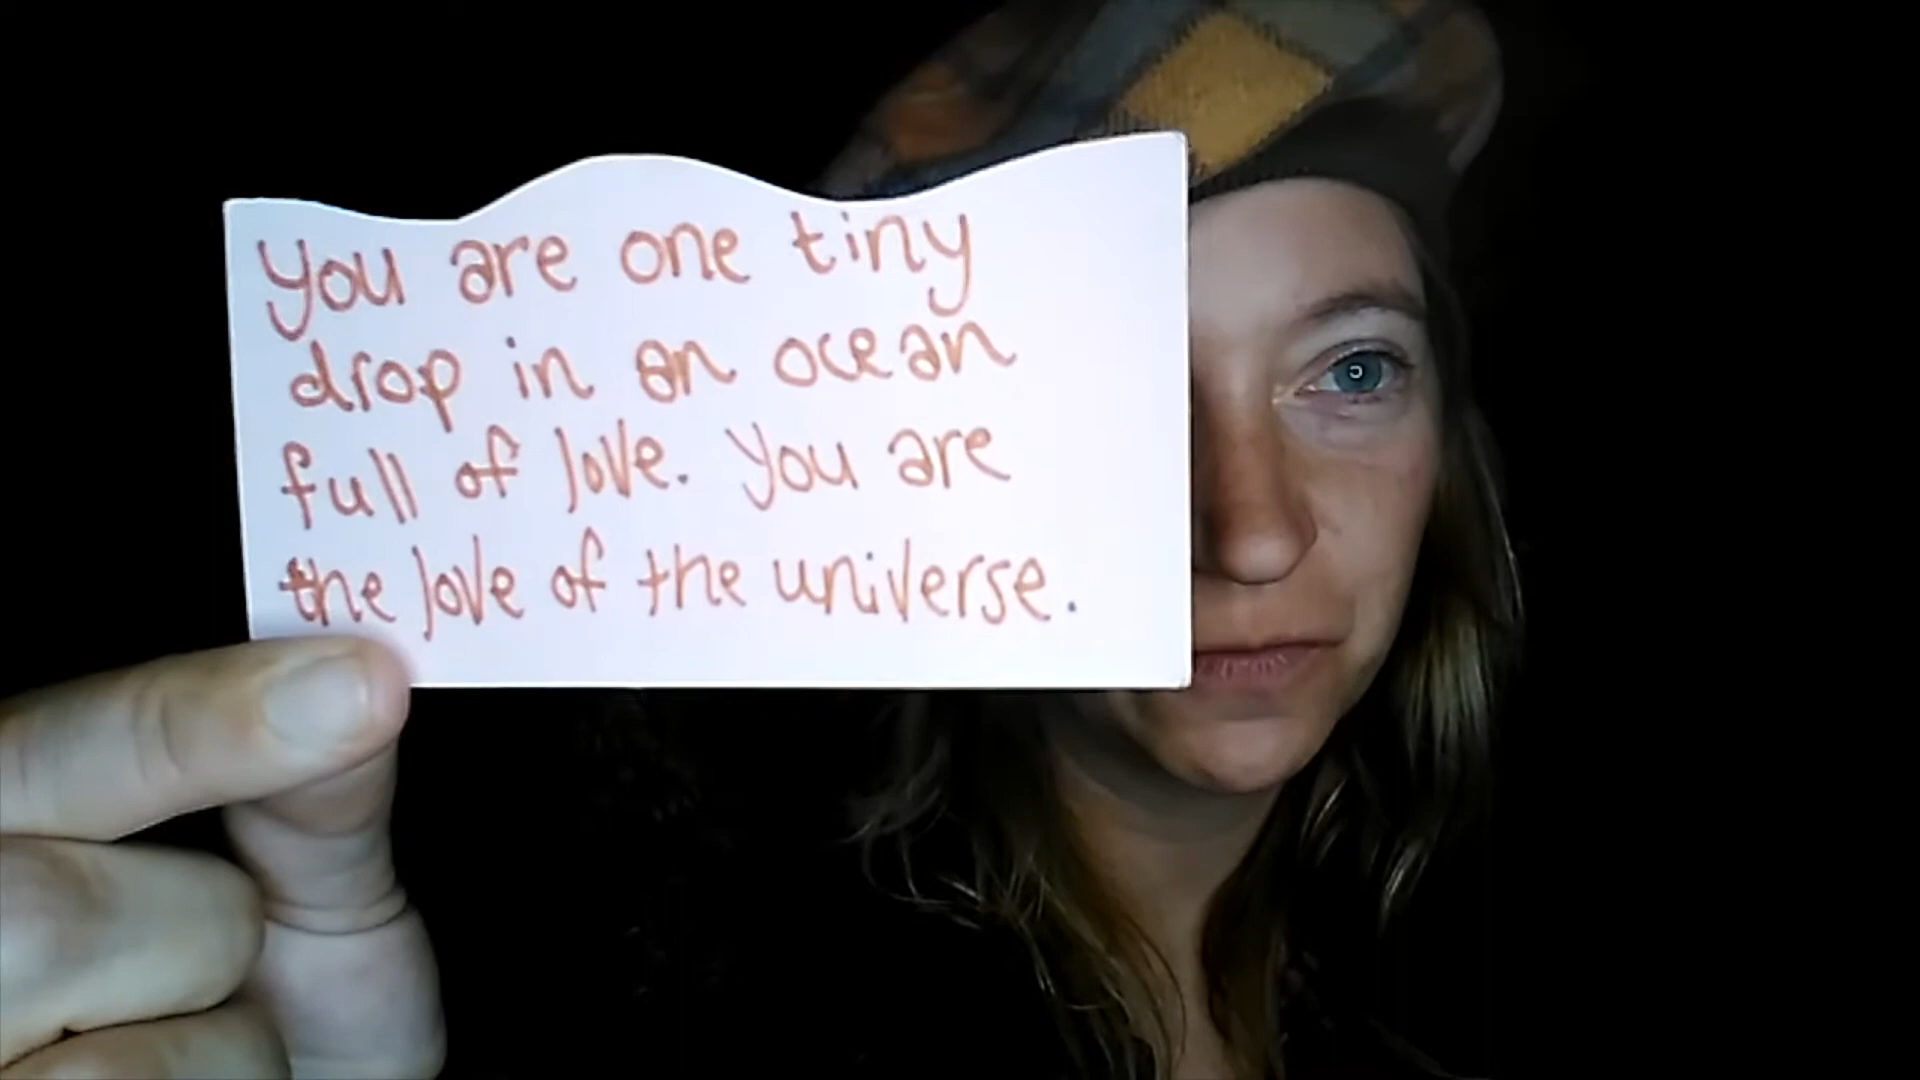 you are one tiny
drop in an ocean
full of love. you are
the love of the universe.